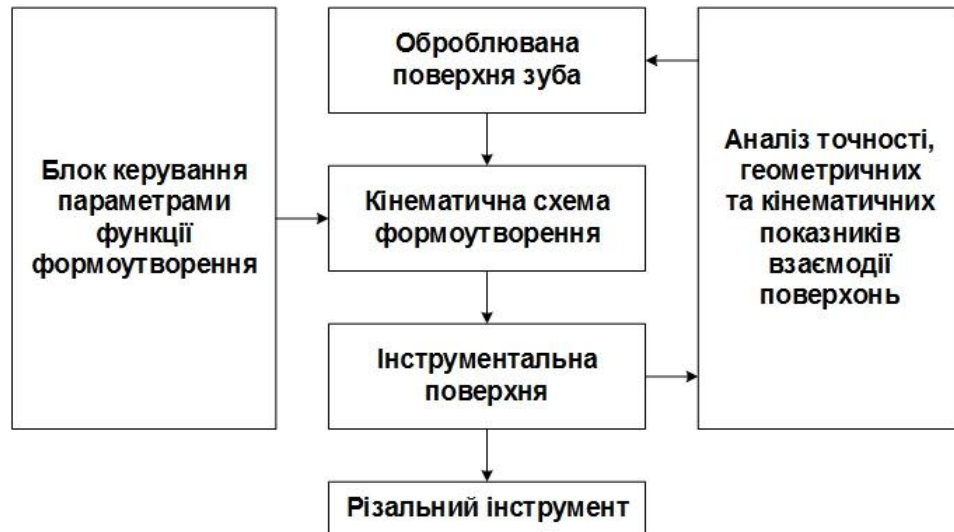 Оброблювана
поверхня зуба
Блок керування
параметрами
функції
формоутворення
Кінематична схема
формоутворення
Аналіз точності,
геометричних
та кінематичних
показників
взаємодії
поверхонь
Інструментальна
поверхня
Різальний інструмент